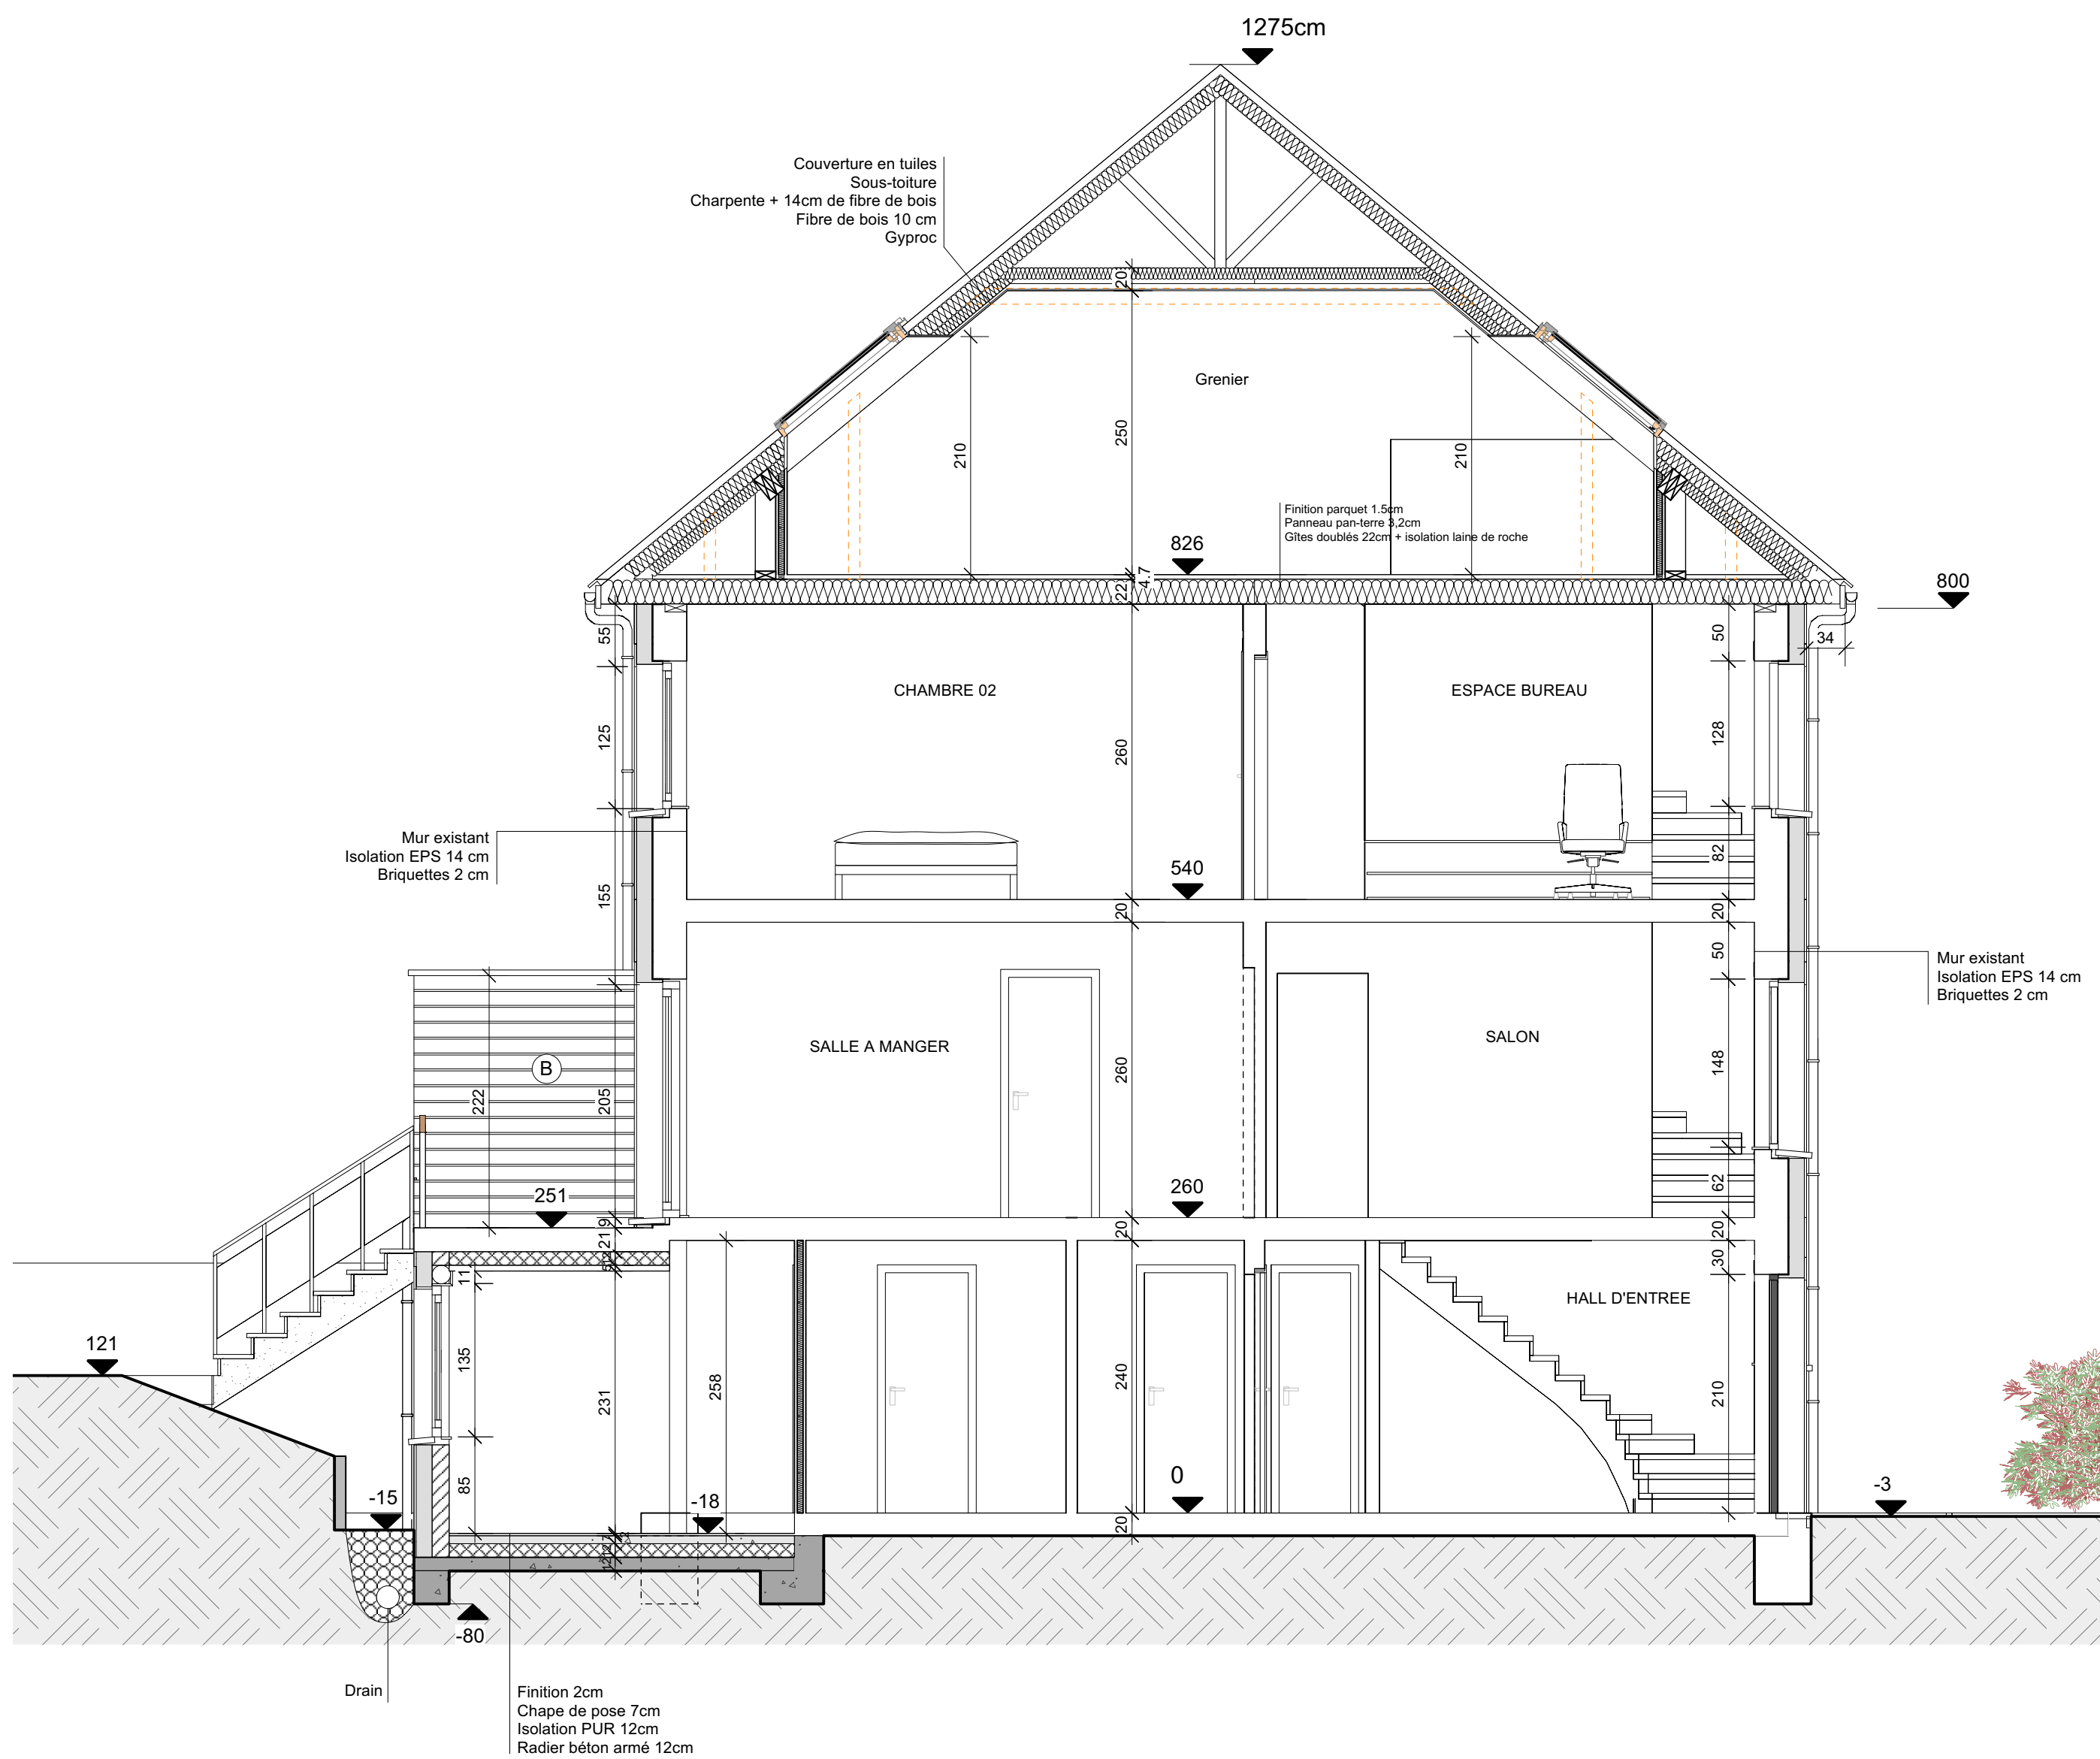 1275cm
Couverture en tuiles
Sous-toiture
Charpente + 14cm de fibre de bois
Fibre de bois 10 cm
Gyproc
20
Grenier
250
210
210
Finition parquet 1.5cm
Panneau pan-terre 3,2cm
Gîtes doublés 22cm + isolation laine de roche
826
4.7
22
800
55
50
34
CHAMBRE 02
ESPACE BUREAU
125
260
128
Mur existant
Isolation EPS 14 cm
Briquettes 2 cm
155
540
82
20
20
50
Mur existant
Isolation EPS 14 cm
Briquettes 2 cm
SALLE A MANGER
SALON
B
222
205
260
148
251
260
62
21
9
20
20
11
30
HALL D'ENTREE
121
135
231
258
240
210
85
-15
-18
0
-3
20
12
-80
Drain
Finition 2cm
Chape de pose 7cm
Isolation PUR 12cm
Radier béton armé 12cm